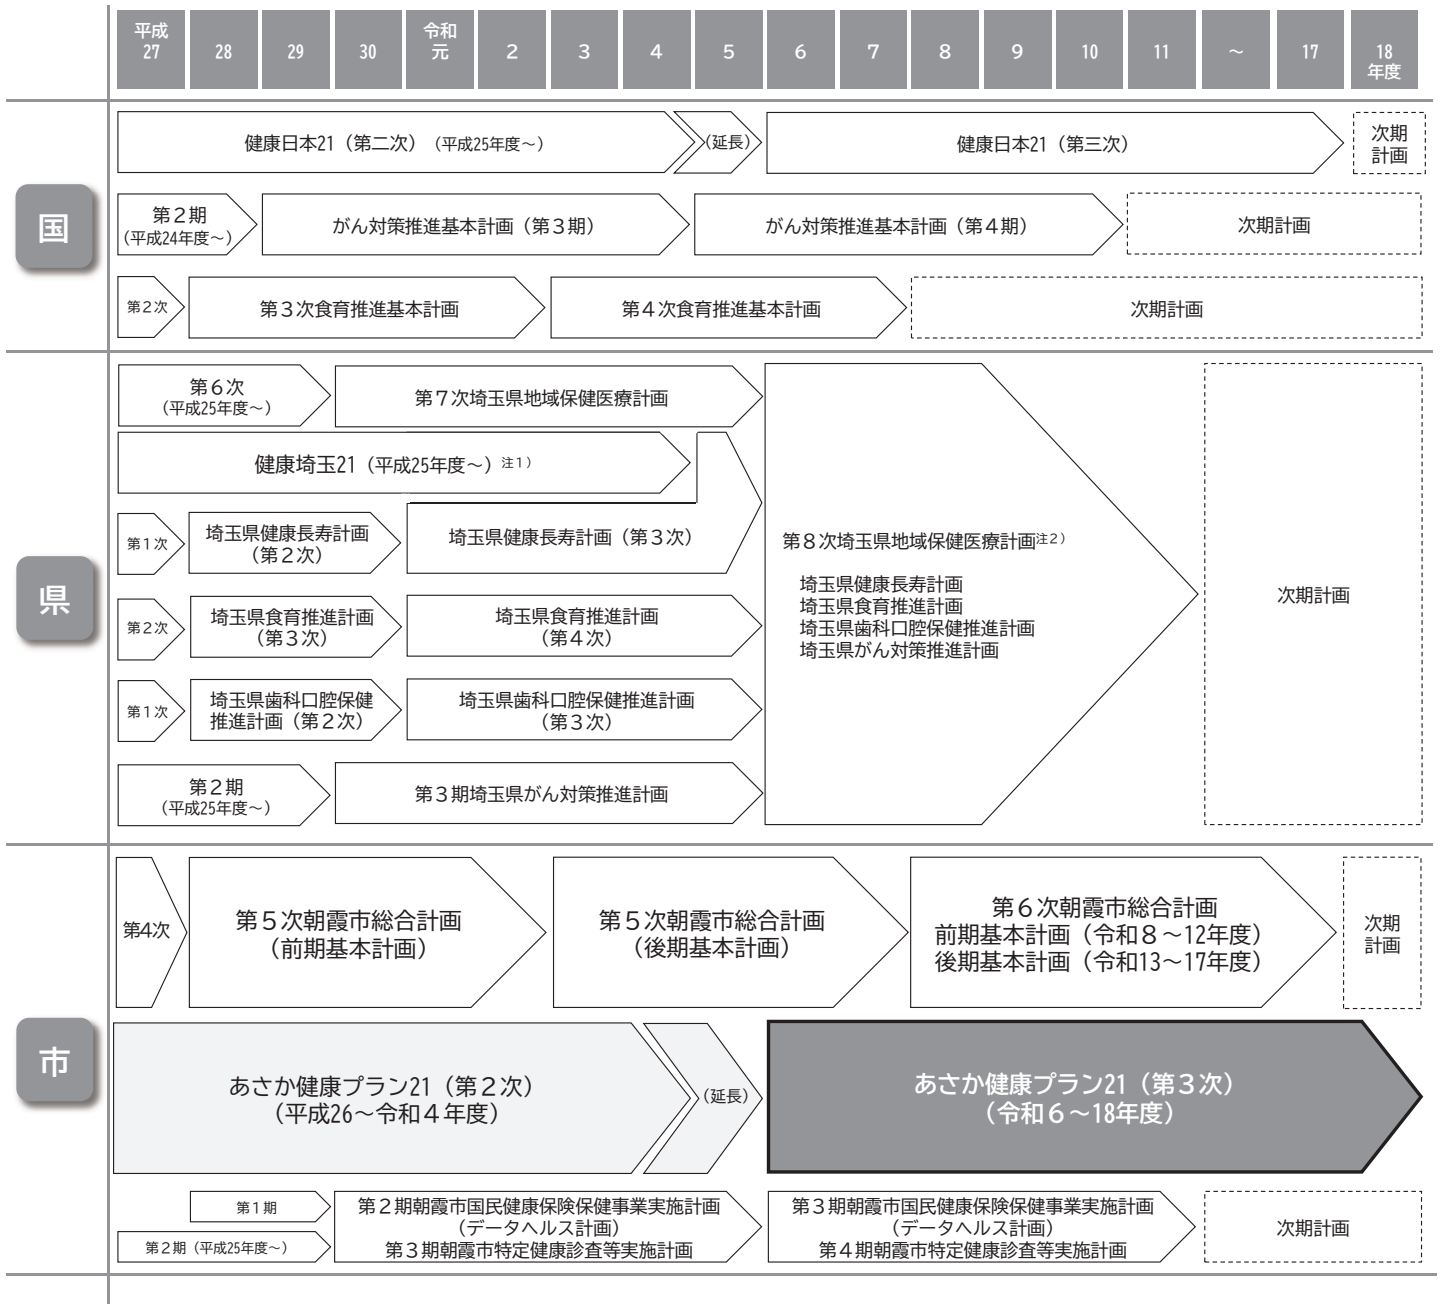 平成
27
28
29
30
令和
元
2
3
4
5
6
7
8
9
10
11
～
17
18
年度
国
健康日本21（第二次）（平成25年度～）
（延長）
健康日本21（第三次）
次期
計画
第２期
（平成24年度～）
がん対策推進基本計画（第３期）
がん対策推進基本計画（第４期）
次期計画
第２次
第３次食育推進基本計画
第４次食育推進基本計画
次期計画
県
第６次
（平成25年度～）
第７次埼玉県地域保健医療計画
健康埼玉21（平成25年度～）注１）
第１次
埼玉県健康長寿計画
（第２次）
埼玉県健康長寿計画（第３次）
第２次
埼玉県食育推進計画
（第３次）
埼玉県食育推進計画
（第４次）
第１次
埼玉県歯科口腔保健
推進計画（第２次）
埼玉県歯科口腔保健推進計画
（第３次）
第２期
（平成25年度～）
第３期埼玉県がん対策推進計画
第８次埼玉県地域保健医療計画注２）
埼玉県健康長寿計画
埼玉県食育推進計画
埼玉県歯科口腔保健推進計画
埼玉県がん対策推進計画
次期計画
市
第4次
第５次朝霞市総合計画
（前期基本計画）
第５次朝霞市総合計画
（後期基本計画）
第６次朝霞市総合計画
前期基本計画（令和８～12年度）
後期基本計画（令和13～17年度）
次期
計画
あさか健康プラン21（第２次）
（平成26～令和４年度）
（延長）
あさか健康プラン21（第３次）
（令和６～18年度）
第１期
第２期（平成25年度～）
第２期朝霞市国民健康保険保健事業実施計画
（データヘルス計画）
第３期朝霞市特定健康診査等実施計画
第３期朝霞市国民健康保険保健事業実施計画
（データヘルス計画）
第４期朝霞市特定健康診査等実施計画
次期計画